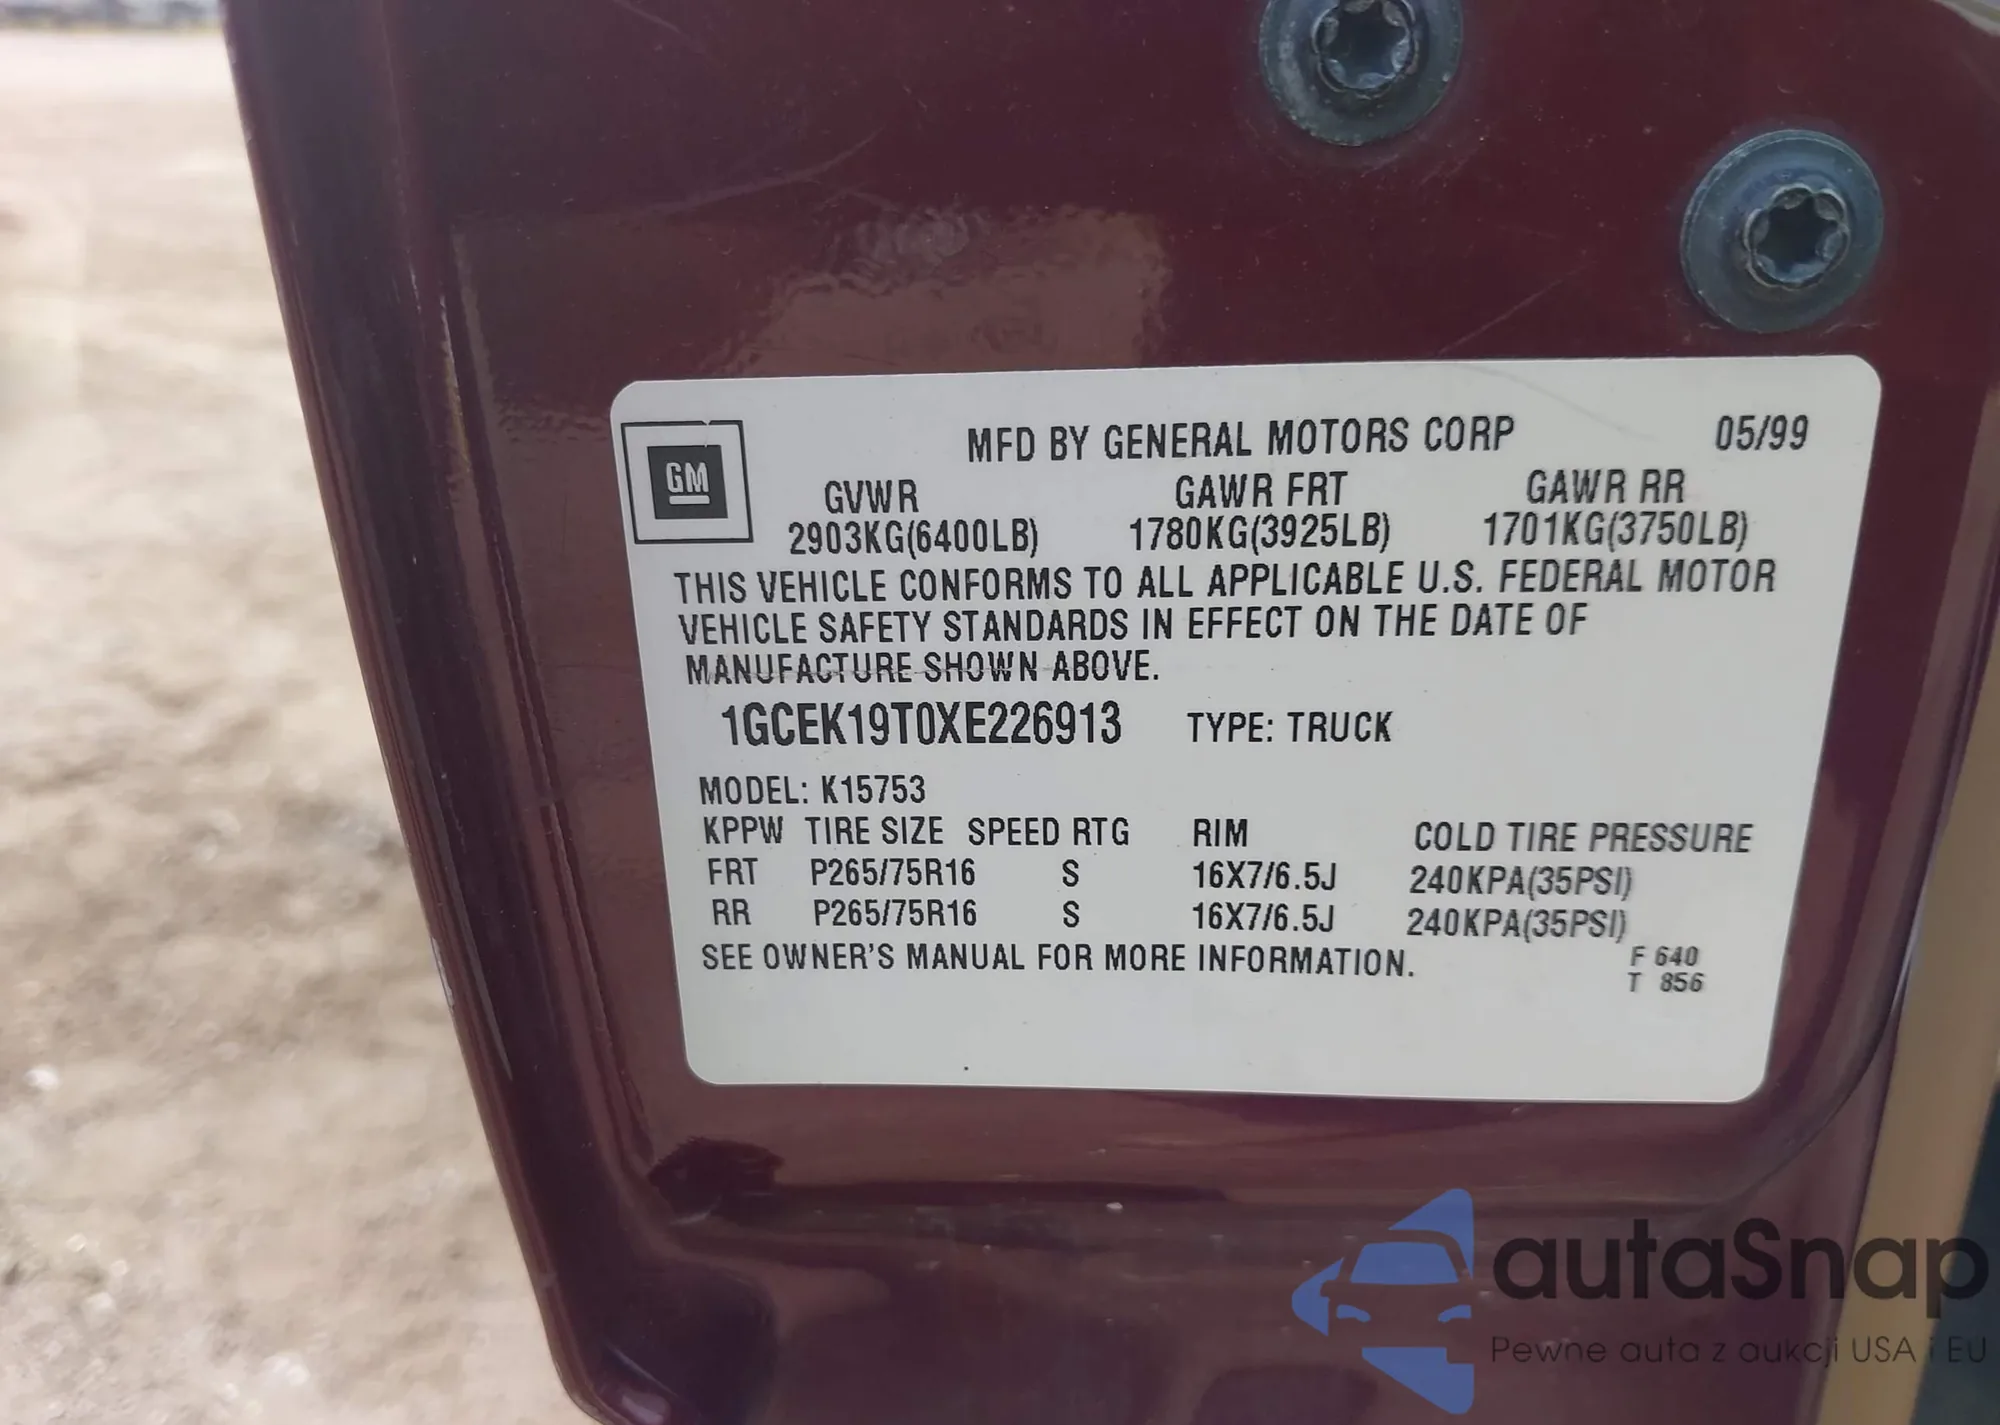 MFD BY GENERAL MOTORS CORP 05/99
GM
GVWR GAWR FRT GAWR RR
2903KG(6400LB) 1780KG(3925LB) 1701KG(3750LB)
THIS VEHICLE CONFORMS TO ALL APPLICABLE U.S. FEDERAL MOTOR
VEHICLE SAFETY STANDARDS IN EFFECT ON THE DATE OF
MANUFACTURE SHOWN ABOVE.
1GCEK19T0XE226913 TYPE: TRUCK
MODEL: K15753
KPPW TIRE SIZE SPEED RTG RIM COLD TIRE PRESSURE
FRT P265/75R16 S 16X7/6.5J 240KPA(35PSI)
RR P265/75R16 S 16X7/6.5J 240KPA(35PSI)
SEE OWNER'S MANUAL FOR MORE INFORMATION. F 640
T 856
autaSnap
Pewne auta z aukcji USA i EU